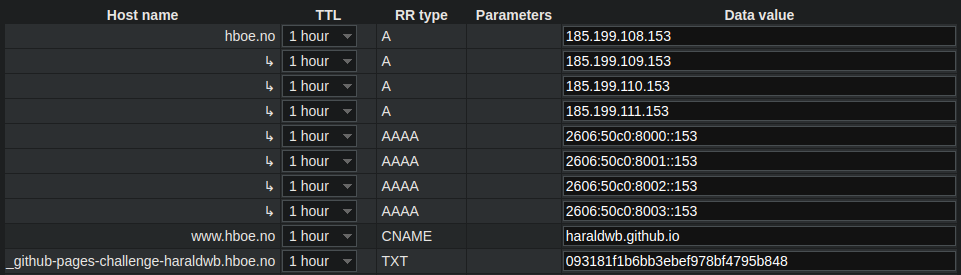 Host name TTL RR type Parameters Data value
hboe.no 1 hour A 185.199.108.153
↳ 1 hour A 185.199.109.153
↳ 1 hour A 185.199.110.153
↳ 1 hour A 185.199.111.153
↳ 1 hour AAAA 2606:50c0:8000::153
↳ 1 hour AAAA 2606:50c0:8001::153
↳ 1 hour AAAA 2606:50c0:8002::153
↳ 1 hour AAAA 2606:50c0:8003::153
www.hboe.no 1 hour CNAME haraldwb.github.io
_github-pages-challenge-haraldwb.hboe.no 1 hour TXT 093181f1b6bb3ebef978bf4795b848